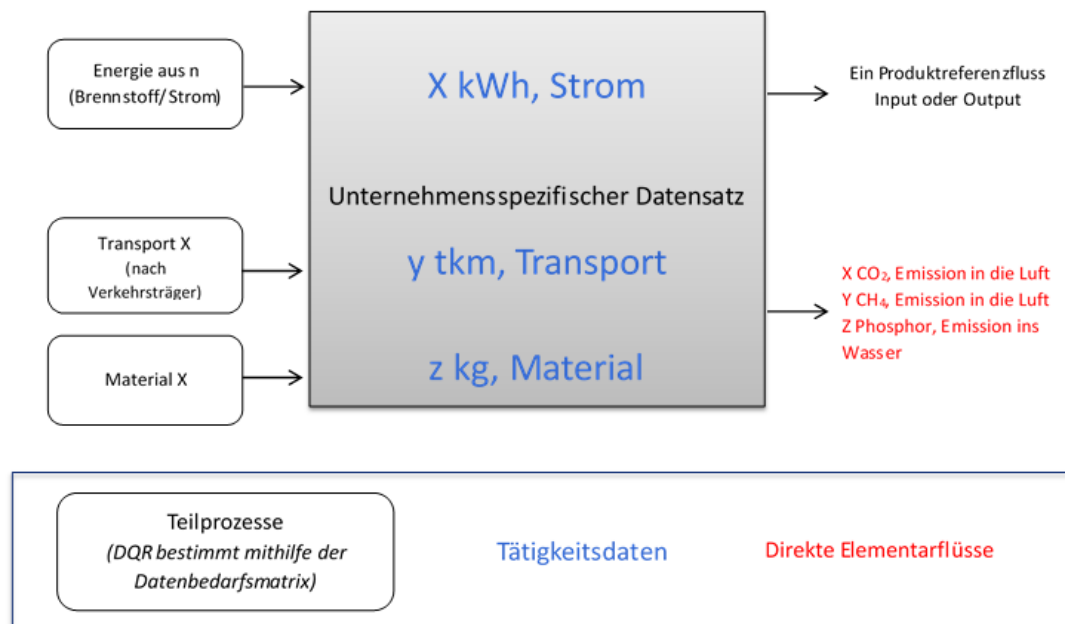 Energie aus n
(Brennstoff/Strom)
X kWh, Strom
Ein Produktreferenzfluss
Input oder Output
Unternehmensspezifischer Datensatz
Transport X
(nach
Verkehrsträger)
y tkm, Transport
X CO₂, Emission in die Luft
Y CH₄, Emission in die Luft
Z Phosphor, Emission ins
Wasser
Material X
z kg, Material
Teilprozesse
(DQR bestimmt mithilfe der
Datenbedarfsmatrix)
Tätigkeitsdaten
Direkte Elementarflüsse